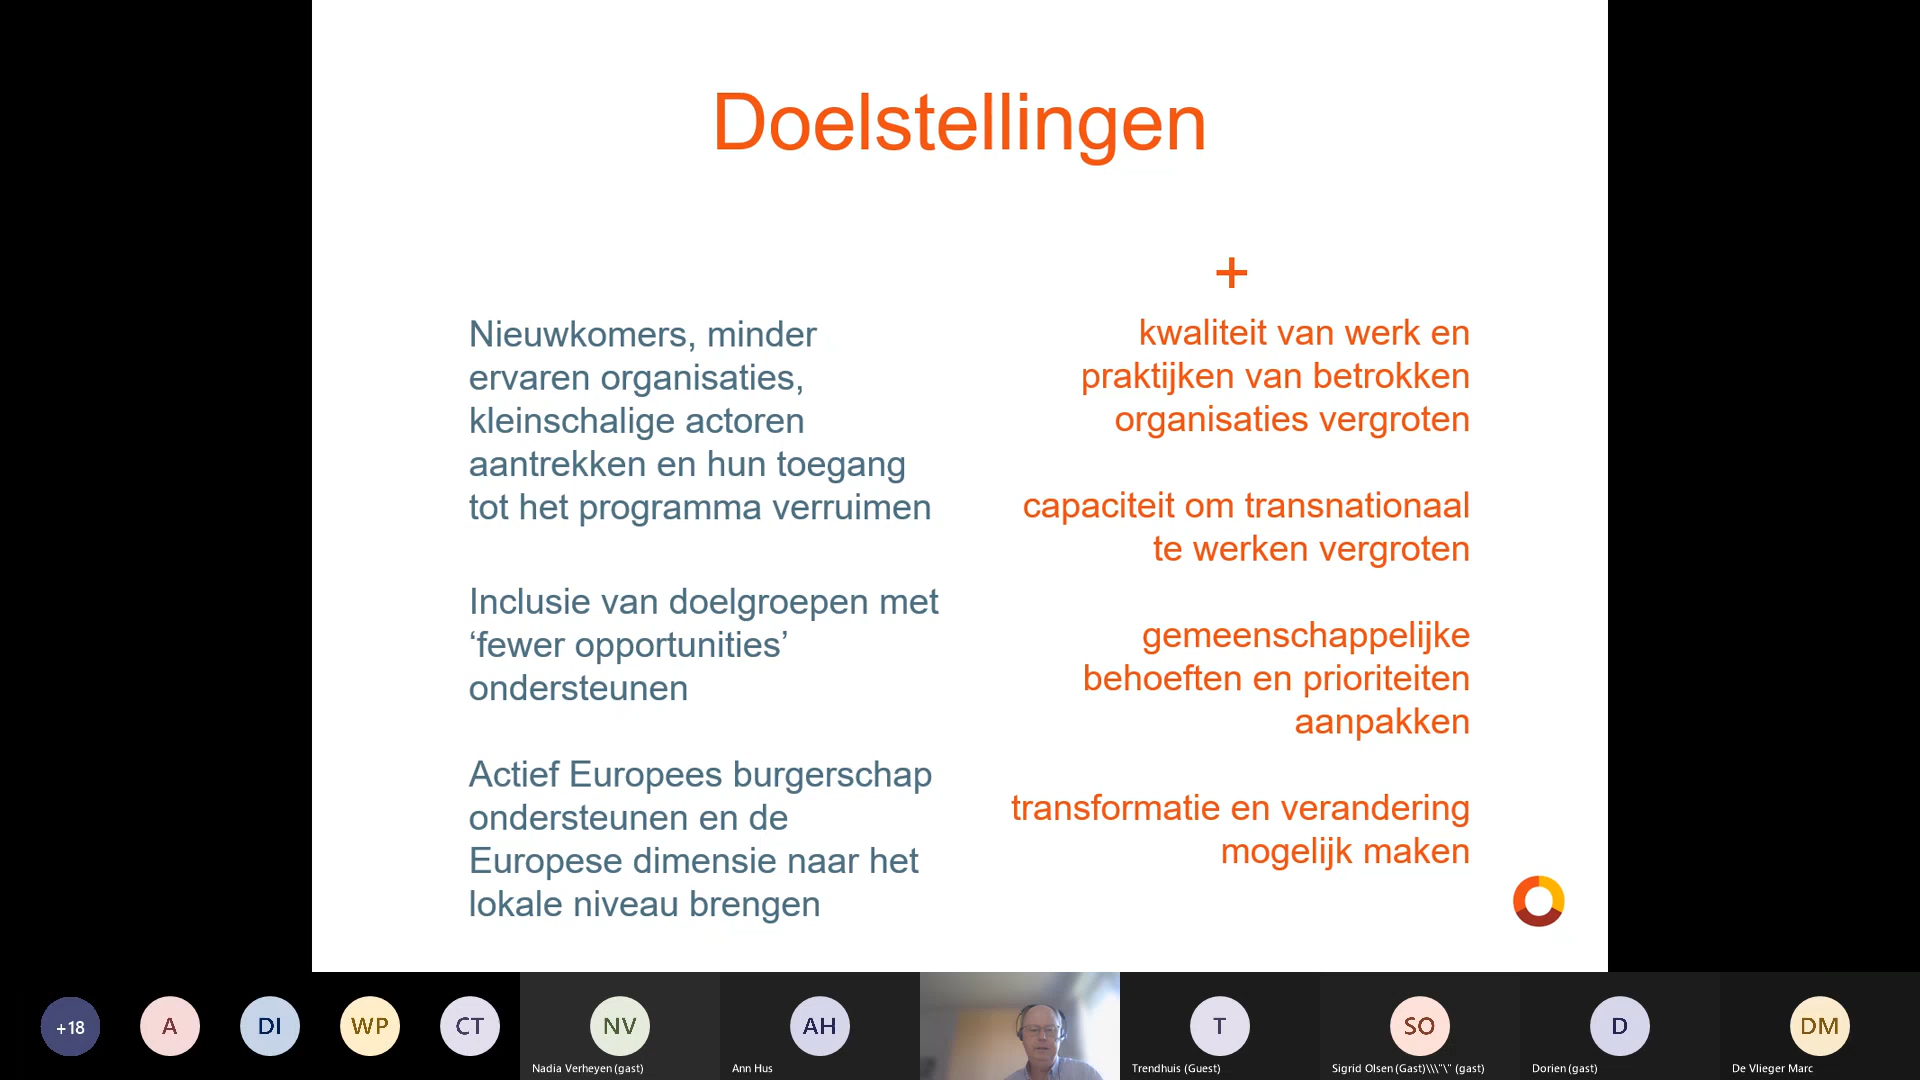 Doelstellingen
Nieuwkomers, minder
ervaren organisaties,
kleinschalige actoren
aantrekken en hun toegang
tot het programma verruimen
Inclusie van doelgroepen met
‘fewer opportunities’
ondersteunen
Actief Europees burgerschap
ondersteunen en de
Europese dimensie naar het
lokale niveau brengen
+
kwaliteit van werk en
praktijken van betrokken
organisaties vergroten
capaciteit om transnationaal
te werken vergroten
gemeenschappelijke
behoeften en prioriteiten
aanpakken
transformatie en verandering
mogelijk maken
+18
A
DI
WP
CT
NV
Nadia Verheyen (gast)
AH
Ann Hus
T
Trendhuis (Guest)
SO
Sigrid Olsen (Gast)\\\"\" (gast)
D
Dorien (gast)
DM
De Vlieger Marc